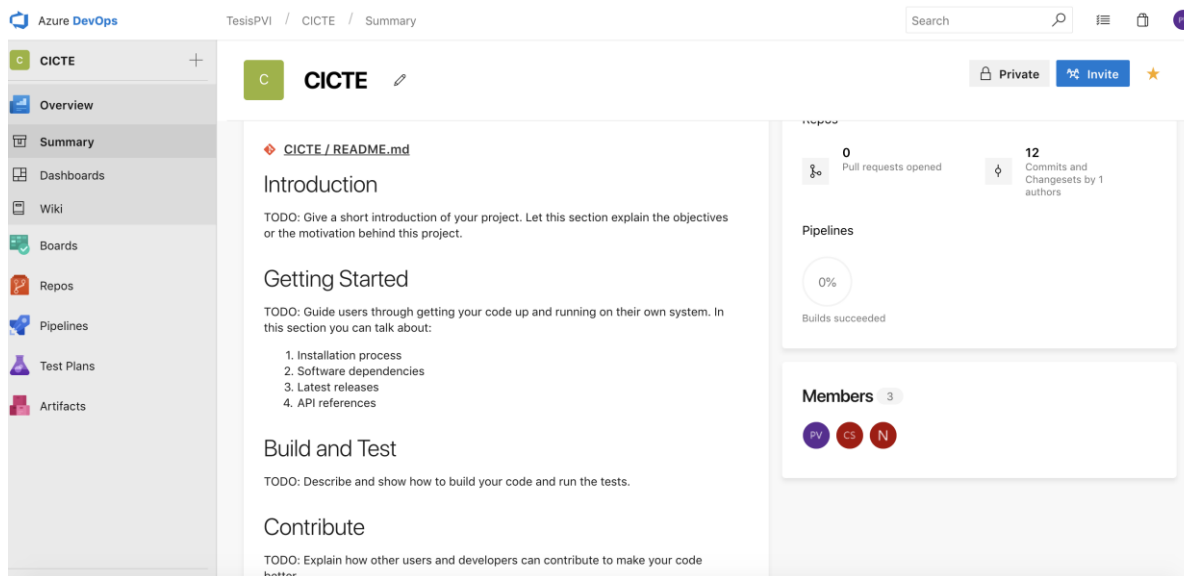 Azure DevOps
TesisPVI / CICTE / Summary
Search
C CICTE
C CICTE
Private
Invite
Overview
Summary
Dashboards
Wiki
Boards
Repos
Pipelines
Test Plans
Artifacts
CICTE / README.md
Introduction
TODO: Give a short introduction of your project. Let this section explain the objectives
or the motivation behind this project.
Getting Started
TODO: Guide users through getting your code up and running on their own system. In
this section you can talk about:
1. Installation process
2. Software dependencies
3. Latest releases
4. API references
Build and Test
TODO: Describe and show how to build your code and run the tests.
Contribute
TODO: Explain how other users and developers can contribute to make your code
better.
Repos
0
Pull requests opened
12
Commits and
Changesets by 1
authors
Pipelines
0%
Builds succeeded
Members 3
PV CS N